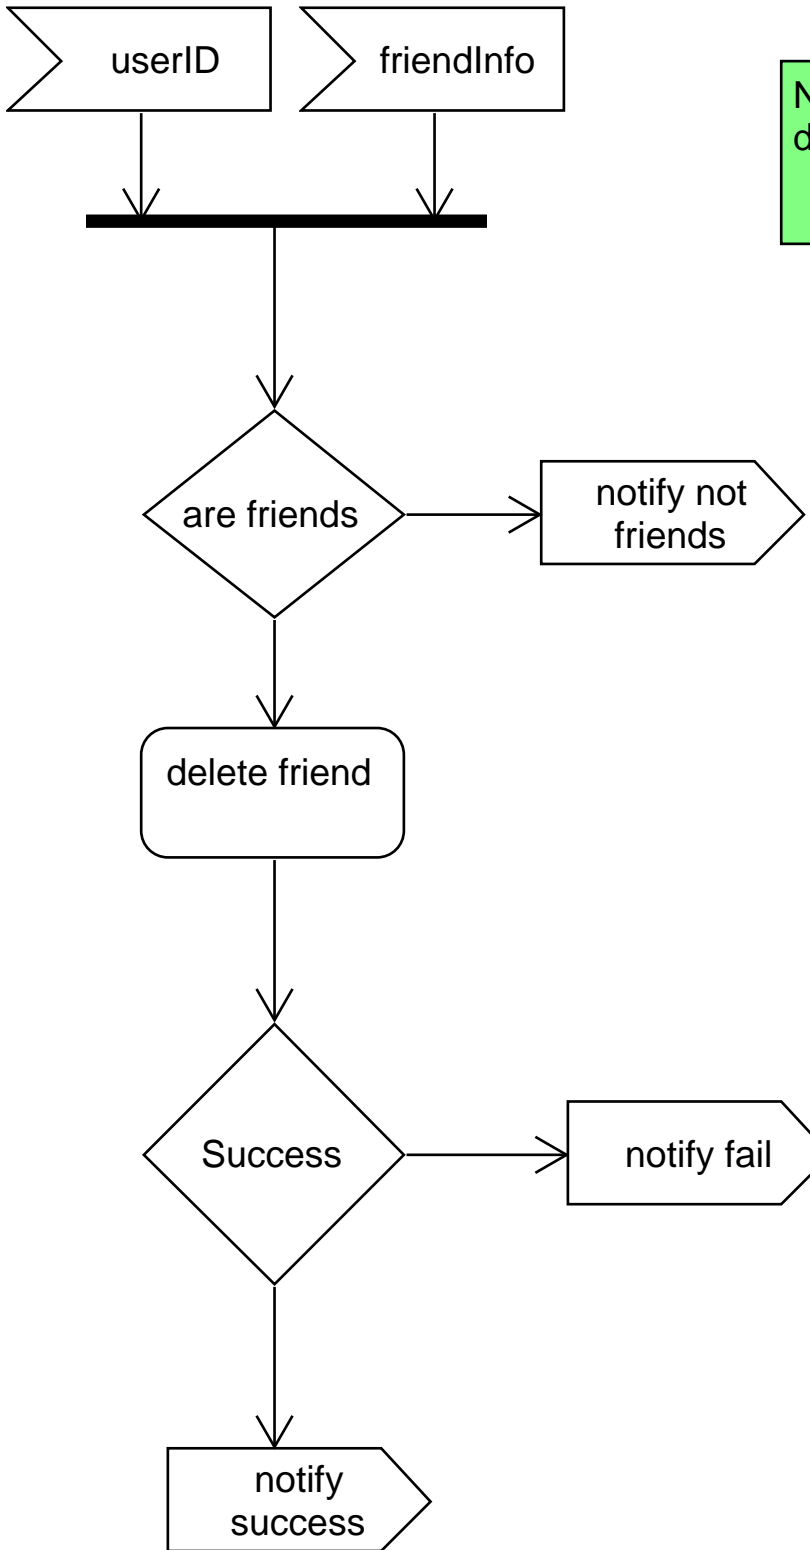 userID
friendInfo
are friends
notify not
friends
delete friend
Success
notify fail
notify
success